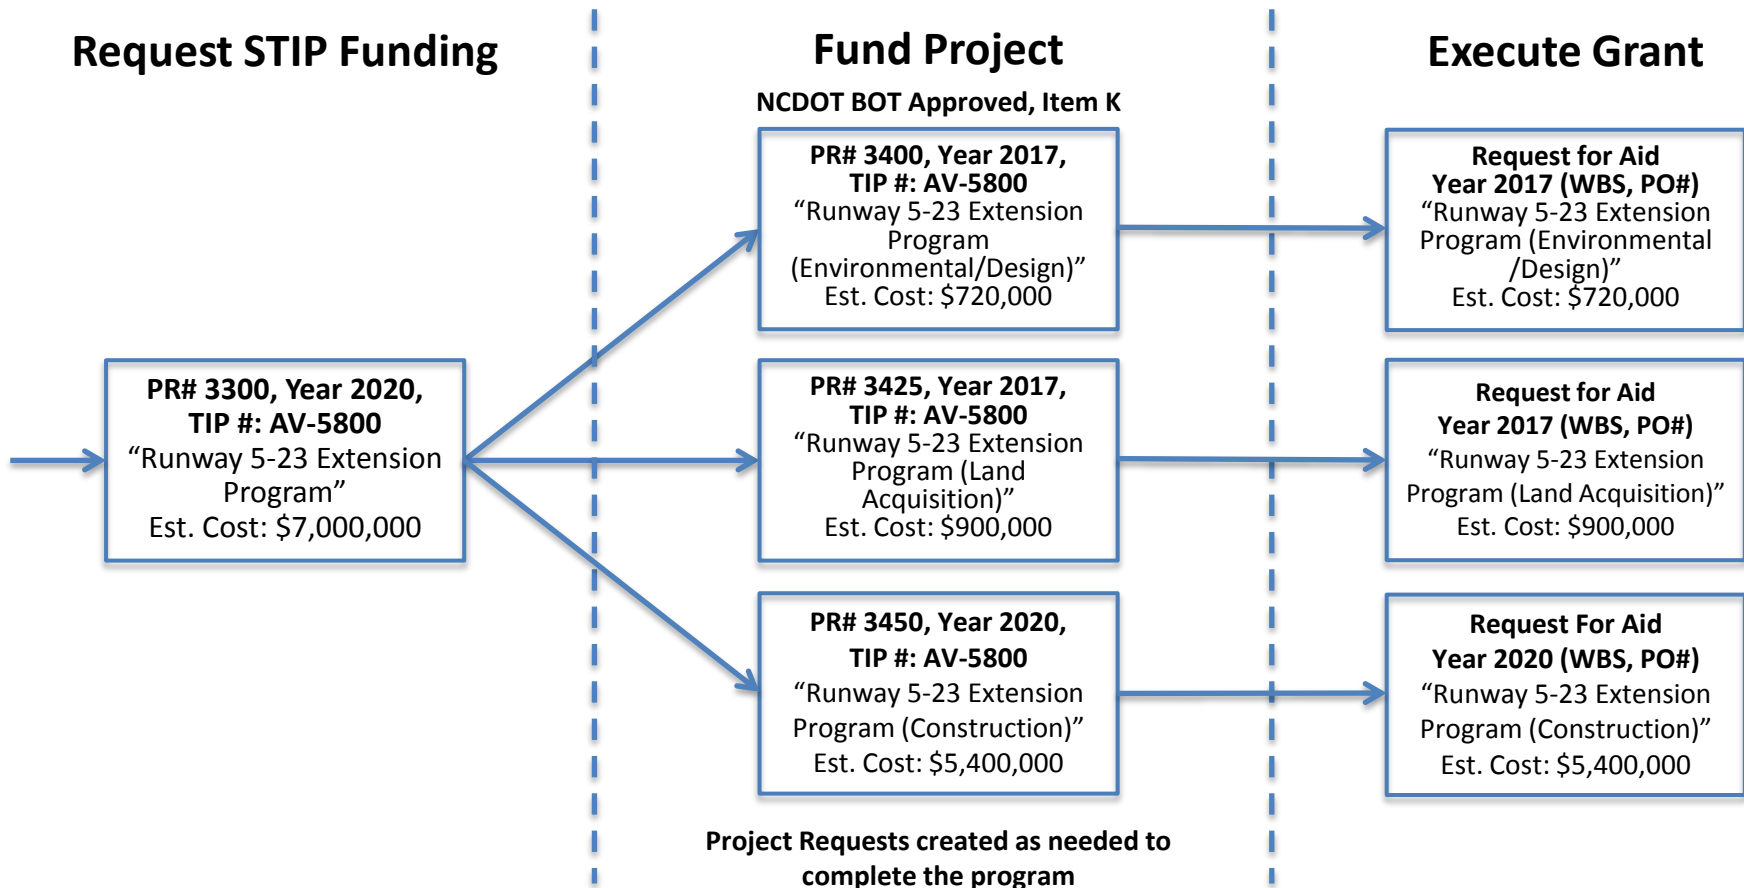 Request STIP Funding
Fund Project
Execute Grant
NCDOT BOT Approved, Item K
PR# 3300, Year 2020,
TIP #: AV-5800
“Runway 5-23 Extension
Program”
Est. Cost: $7,000,000
PR# 3400, Year 2017,
TIP #: AV-5800
“Runway 5-23 Extension
Program
(Environmental/Design)”
Est. Cost: $720,000
Request for Aid
Year 2017 (WBS, PO#)
“Runway 5-23 Extension
Program (Environmental
/Design)”
Est. Cost: $720,000
PR# 3425, Year 2017,
TIP #: AV-5800
“Runway 5-23 Extension
Program (Land
Acquisition)”
Est. Cost: $900,000
Request for Aid
Year 2017 (WBS, PO#)
“Runway 5-23 Extension
Program (Land Acquisition)”
Est. Cost: $900,000
PR# 3450, Year 2020,
TIP #: AV-5800
“Runway 5-23 Extension
Program (Construction)”
Est. Cost: $5,400,000
Request For Aid
Year 2020 (WBS, PO#)
“Runway 5-23 Extension
Program (Construction)”
Est. Cost: $5,400,000
Project Requests created as needed to
complete the program